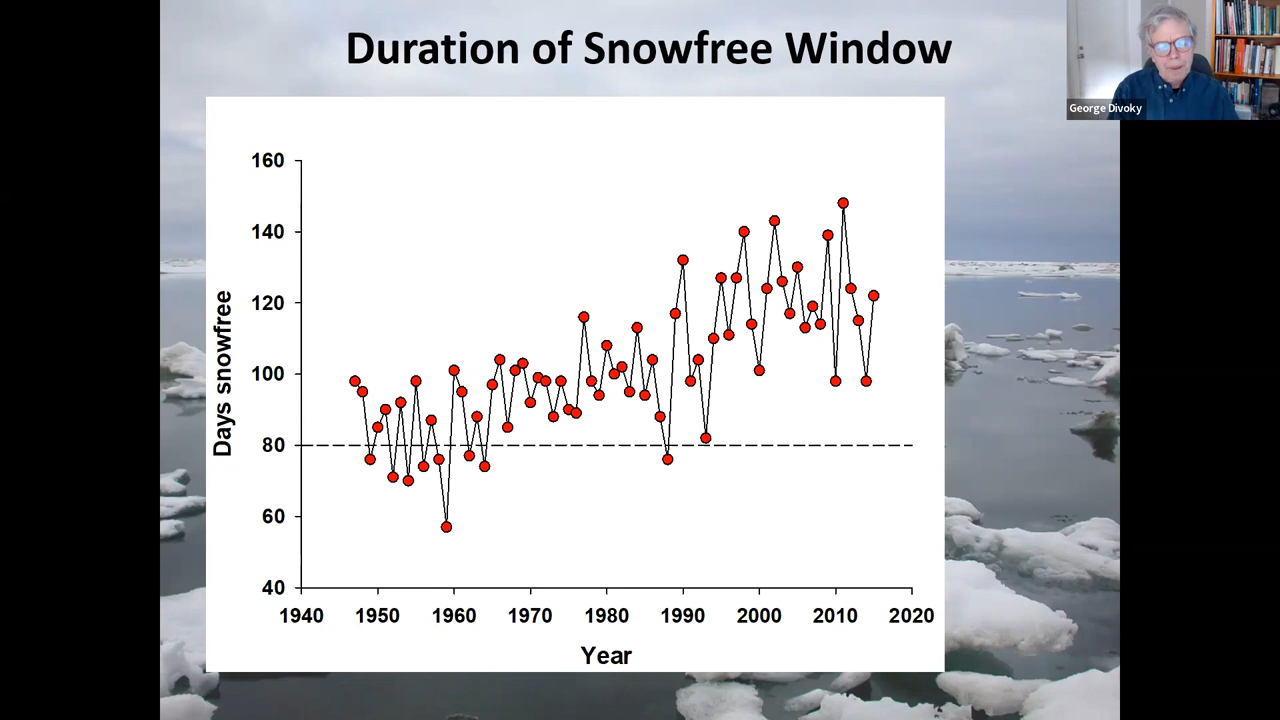 Duration of Snowfree Window
George Divoky
160
140
120
100
80
60
40
Days snowfree
1940 1950 1960 1970 1980 1990 2000 2010 2020
Year